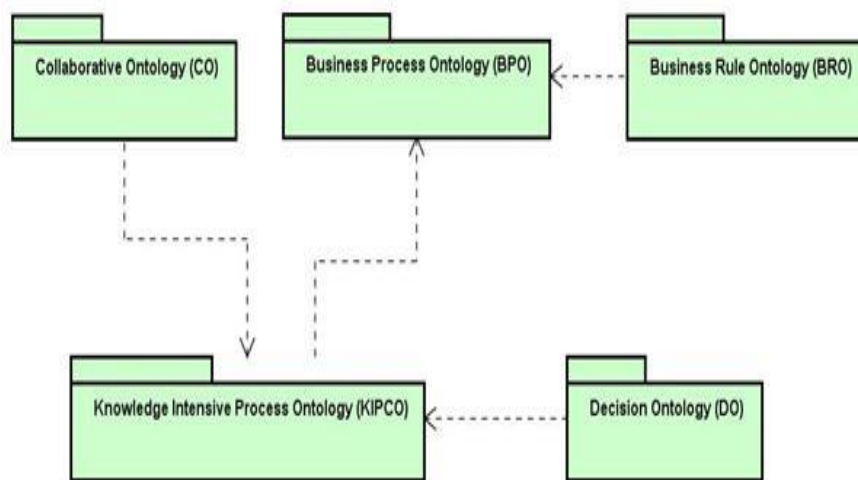 Collaborative Ontology (CO)
Business Process Ontology (BPO)
Business Rule Ontology (BRO)
Knowledge Intensive Process Ontology (KIPCO)
Decision Ontology (DO)